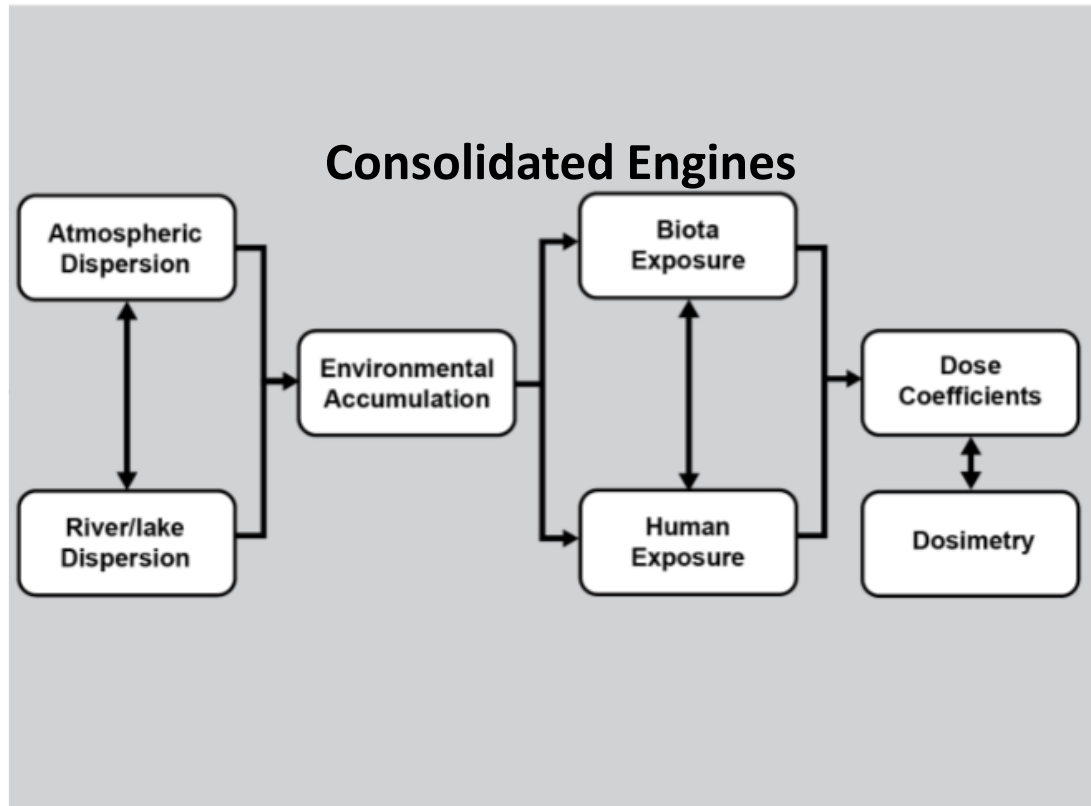 Consolidated Engines
Atmospheric
Dispersion
River/lake
Dispersion
Environmental
Accumulation
Biota
Exposure
Human
Exposure
Dose
Coefficients
Dosimetry